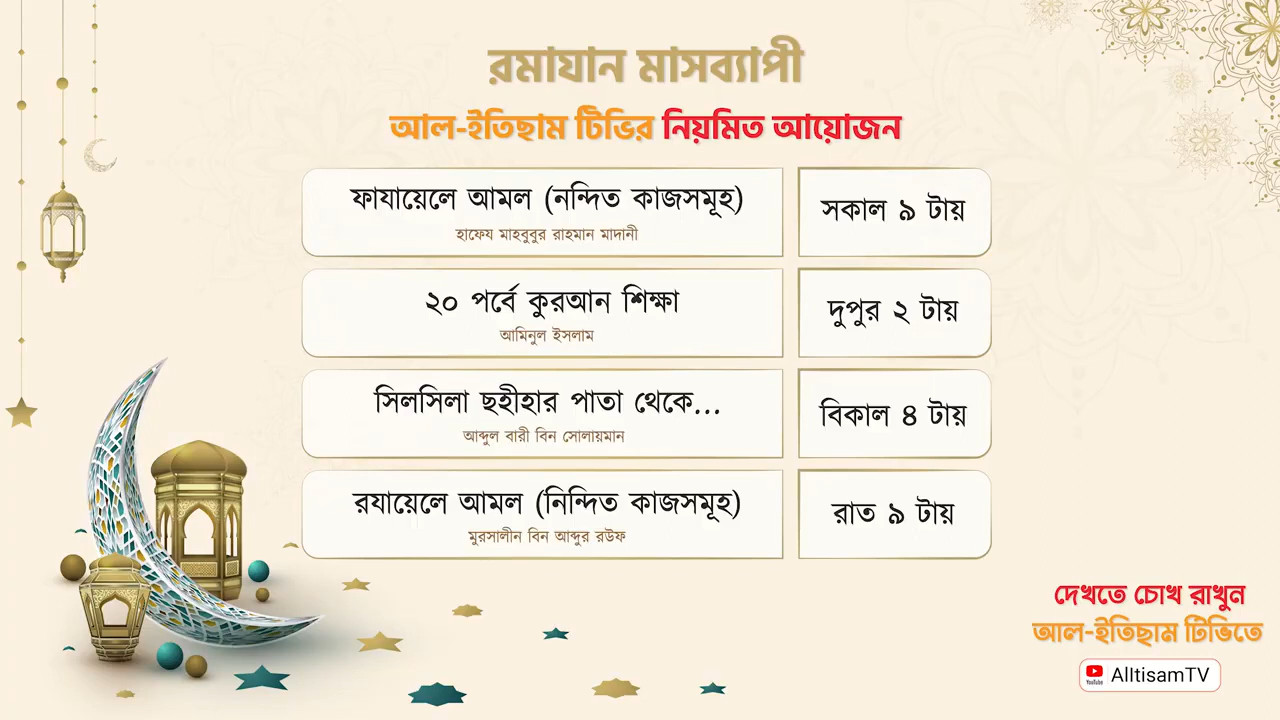 রমাযান মাসব্যাপী
আল-ইতিছাম টিভির নিয়মিত আয়োজন
ফাযায়েলে আমল (নন্দিত কাজসমূহ)
হাফেয মাহবুবুর রাহমান মাদানী
সকাল ৯ টায়
২০ পর্বে কুরআন শিক্ষা
আমিনুল ইসলাম
দুপুর ২ টায়
সিলসিলা ছহীহার পাতা থেকে...
আব্দুল বারী বিন সোলায়মান
বিকাল ৪ টায়
রযায়েলে আমল (নিন্দিত কাজসমূহ)
মুরসালীন বিন আব্দুর রউফ
রাত ৯ টায়
দেখতে চোখ রাখুন
আল-ইতিছাম টিভিতে
YouTube AlltisamTV